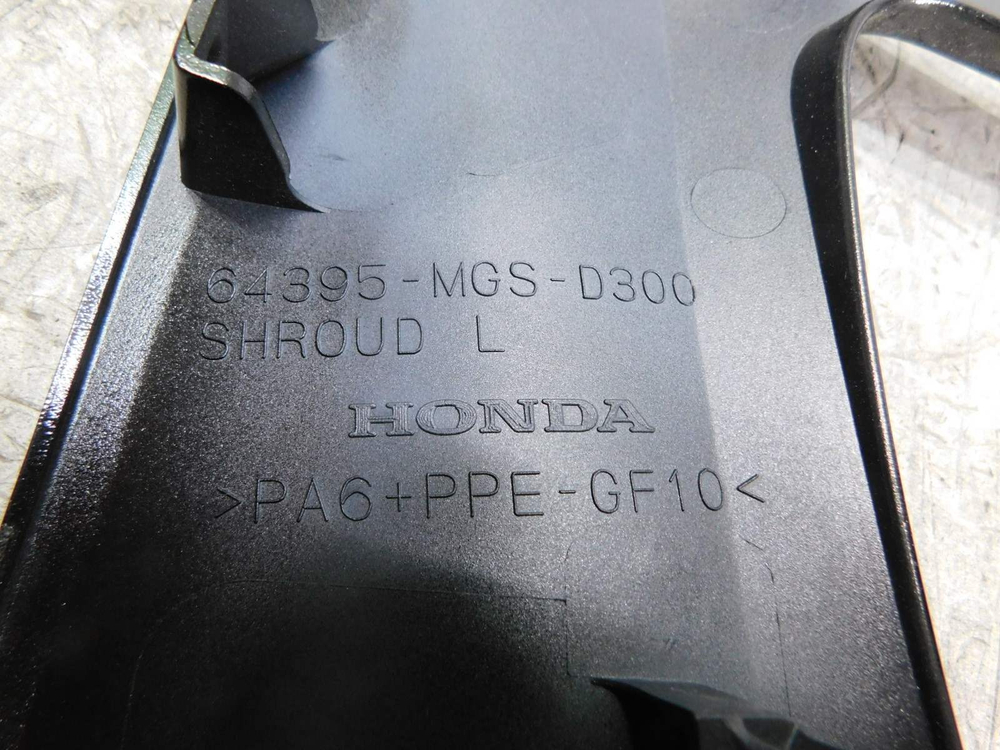 64395-MGS-D300
SHROUD L
HONDA
>PA6+PPE-GF10<